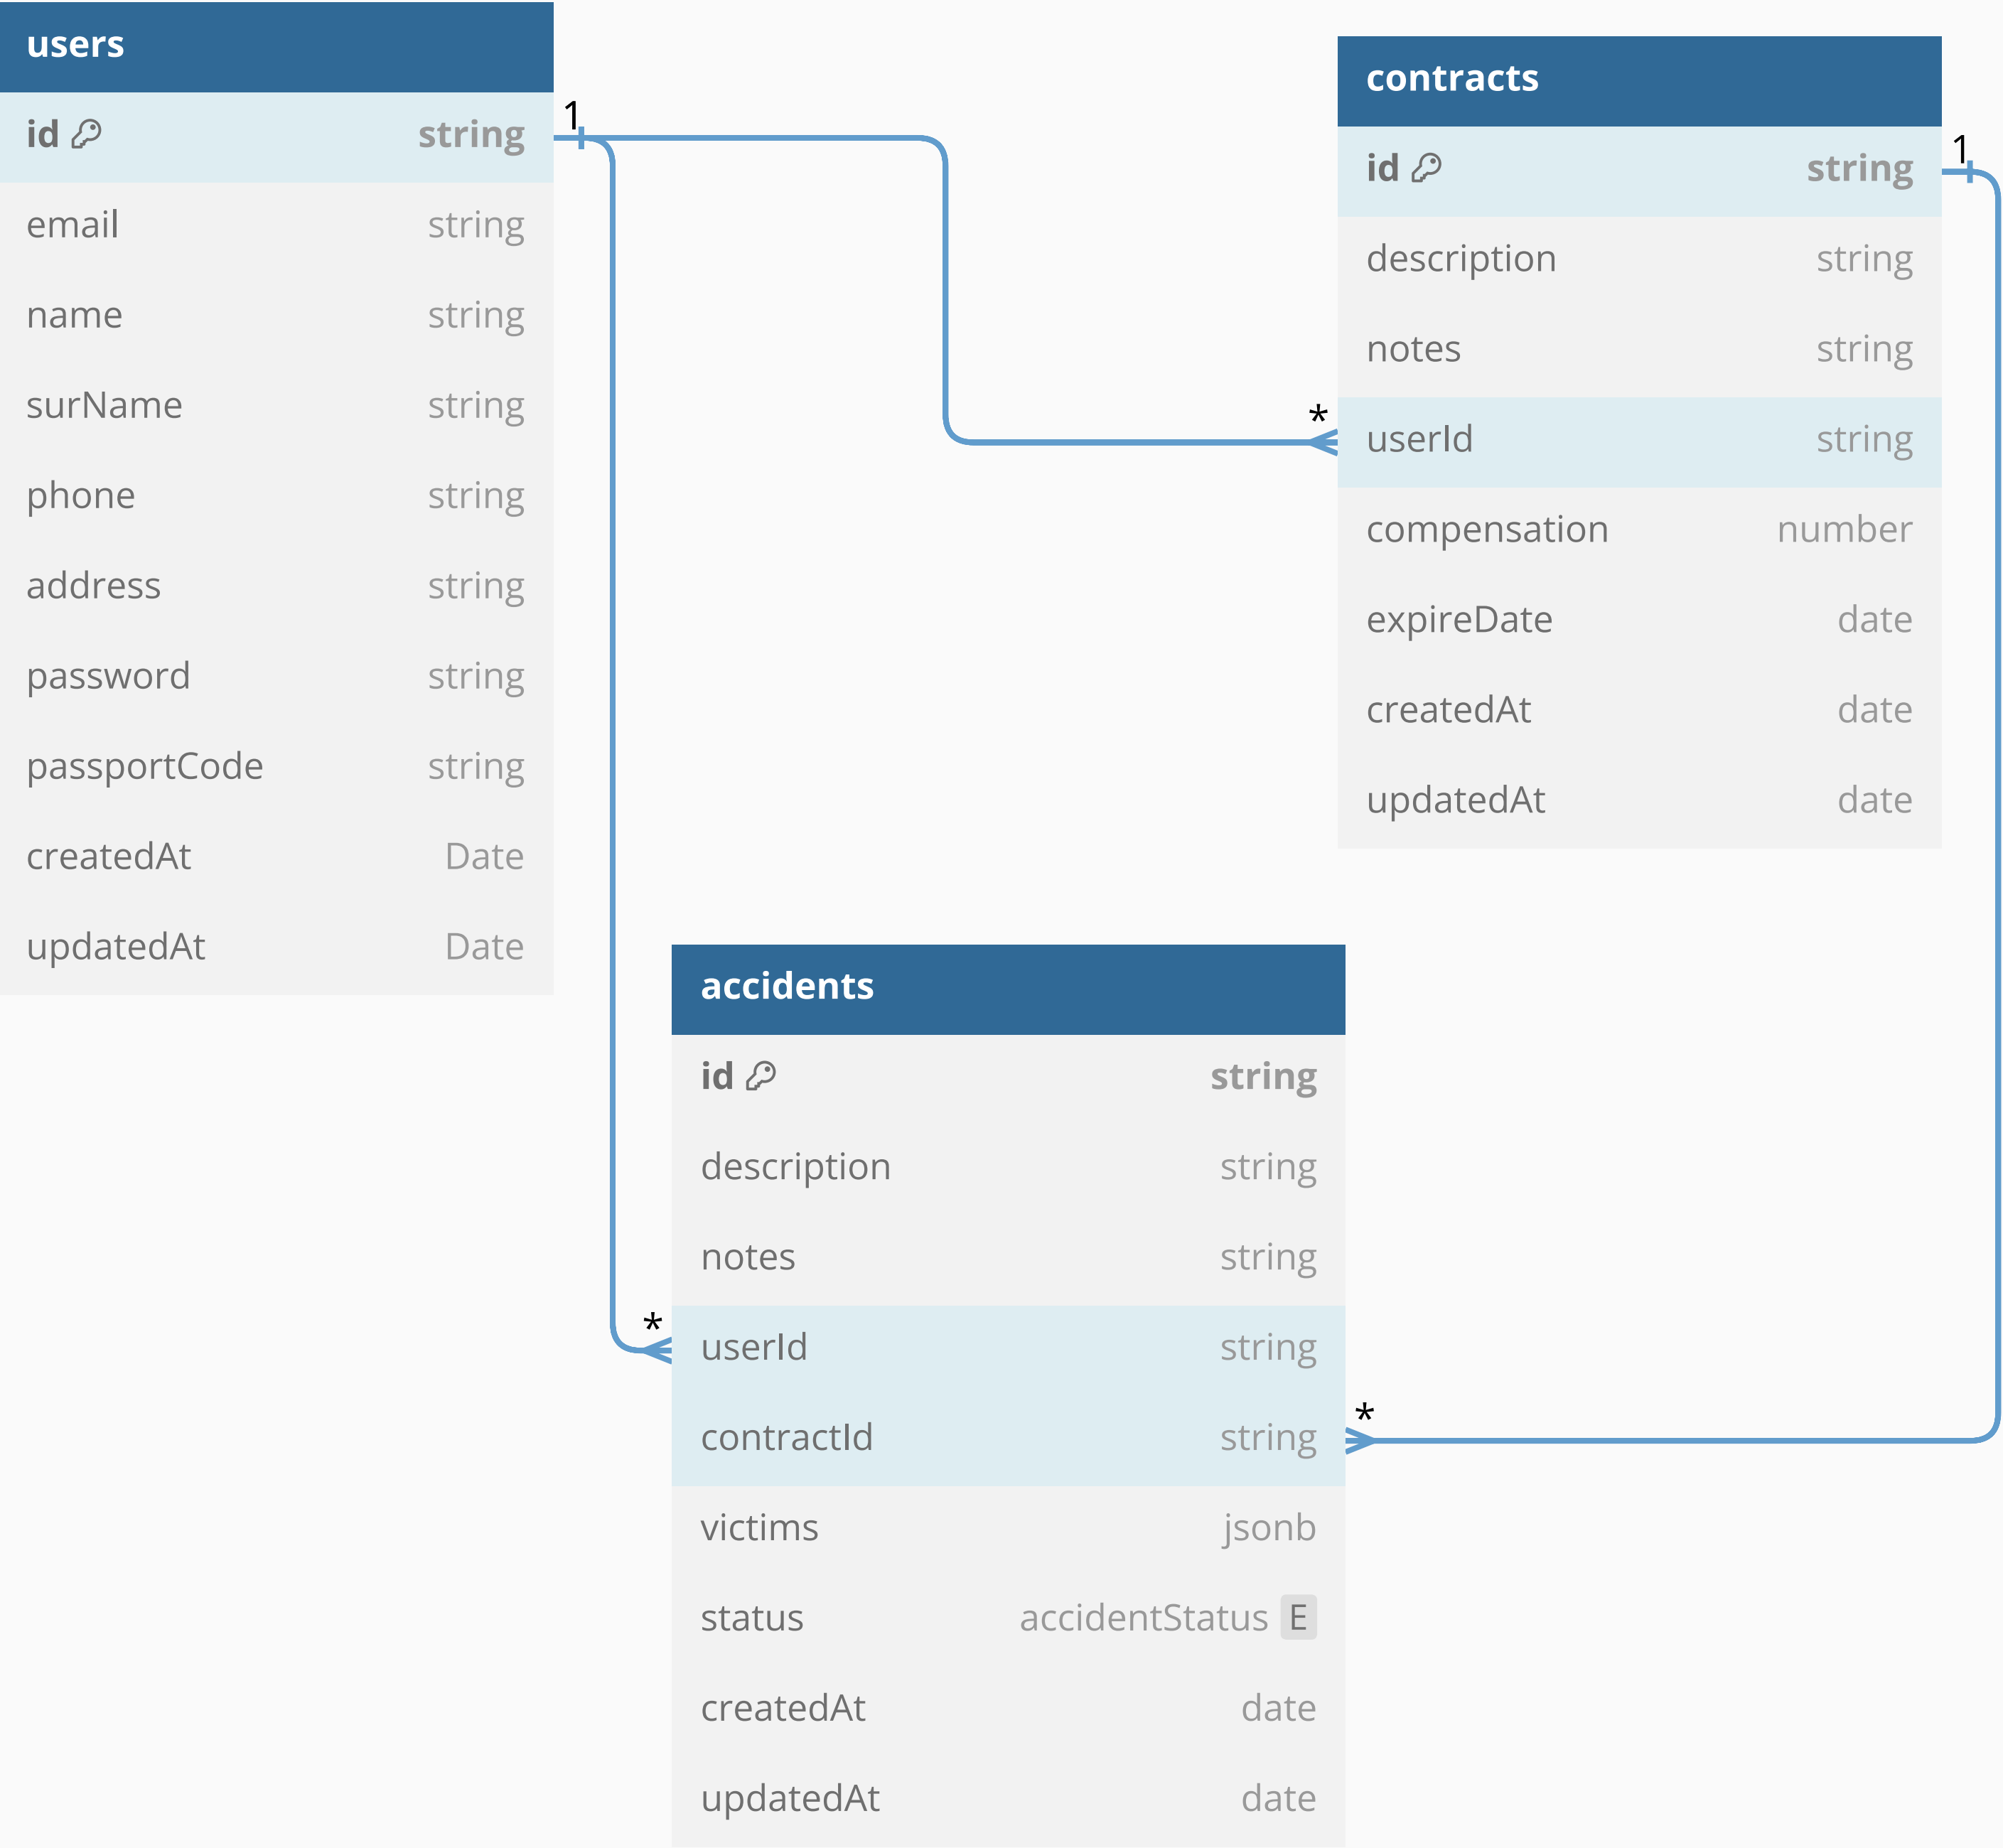 users
id string
email string
name string
surName string
phone string
address string
password string
passportCode string
createdAt Date
updatedAt Date
1
contracts
id string
description string
notes string
userId string
compensation number
expireDate date
createdAt date
updatedAt date
1
*
accidents
id string
description string
notes string
userId string
contractId string
victims jsonb
status accidentStatus E
createdAt date
updatedAt date
*
*